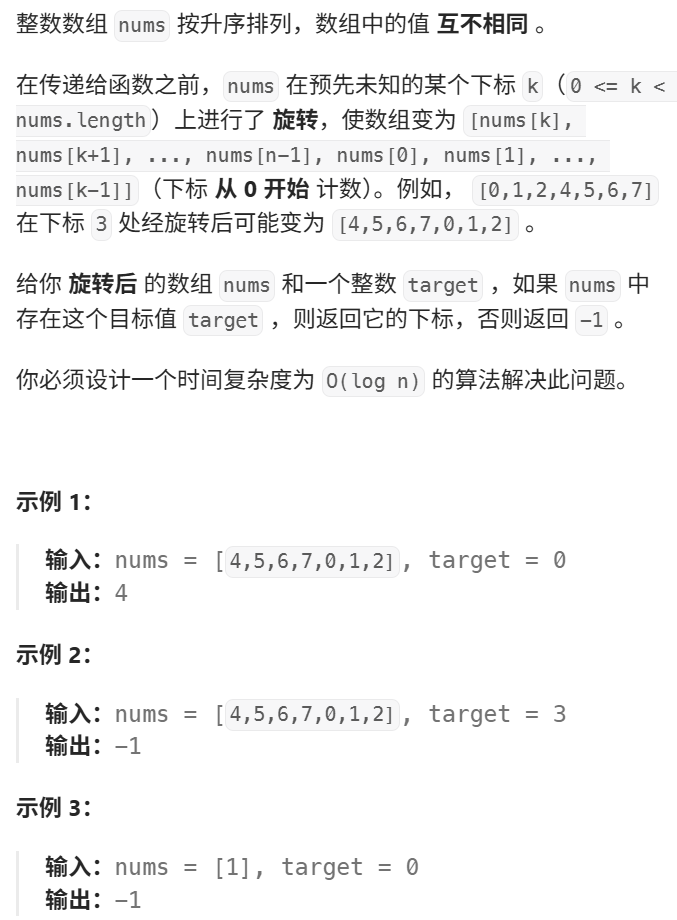 整数数组 nums 按升序排列，数组中的值 互不相同 。
在传递给函数之前，nums 在预先未知的某个下标 k（0 <= k <
nums.length）上进行了 旋转，使数组变为 [nums[k],
nums[k+1], ..., nums[n-1], nums[0], nums[1], ...,
nums[k-1]]（下标 从 0 开始 计数）。例如， [0,1,2,4,5,6,7]
在下标 3 处经旋转后可能变为 [4,5,6,7,0,1,2] 。
给你 旋转后 的数组 nums 和一个整数 target ，如果 nums 中
存在这个目标值 target ，则返回它的下标，否则返回 -1 。
你必须设计一个时间复杂度为 O(log n) 的算法解决此问题。
示例 1：
输入：nums = [4,5,6,7,0,1,2], target = 0
输出：4
示例 2：
输入：nums = [4,5,6,7,0,1,2], target = 3
输出：-1
示例 3：
输入：nums = [1], target = 0
输出：-1